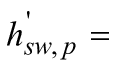 h'sw,p =